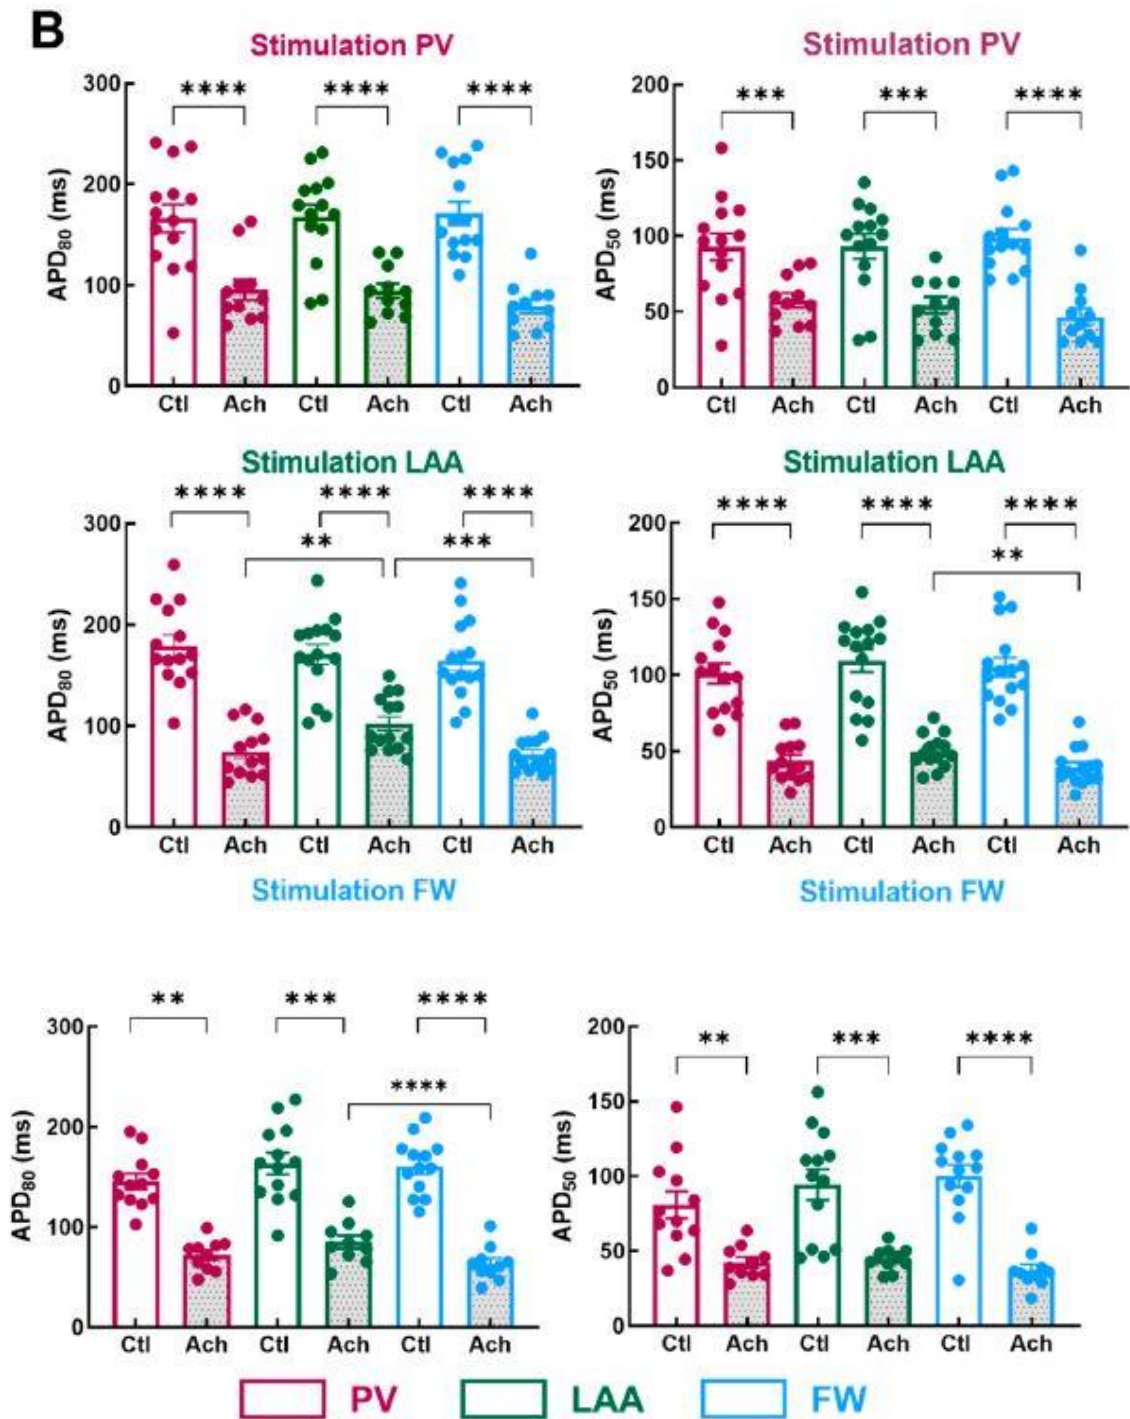 B
Stimulation PV
Stimulation PV
300
200
100
0
APD80 (ms)
**** **** ****
Ctl Ach Ctl Ach Ctl Ach
200
150
100
50
0
APD50 (ms)
*** *** ****
Ctl Ach Ctl Ach Ctl Ach
Stimulation LAA
Stimulation LAA
300
200
100
0
APD80 (ms)
**** **** ****
** ***
Ctl Ach Ctl Ach Ctl Ach
200
150
100
50
0
APD50 (ms)
**** **** ****
**
Ctl Ach Ctl Ach Ctl Ach
Stimulation FW
Stimulation FW
300
200
100
0
APD80 (ms)
** *** ****
****
Ctl Ach Ctl Ach Ctl Ach
200
150
100
50
0
APD50 (ms)
** *** ****
Ctl Ach Ctl Ach Ctl Ach
PV LAA FW